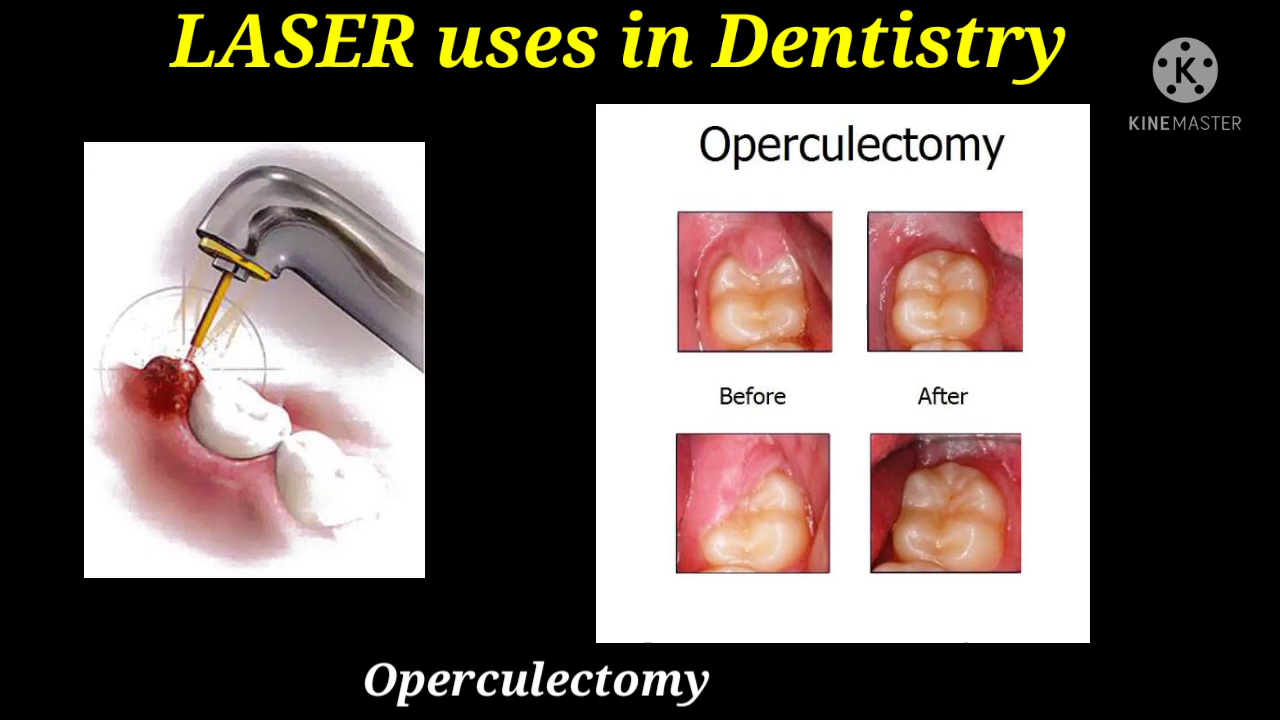 LASER uses in Dentistry
K
KINEMASTER
Operculectomy
Before
After
Operculectomy